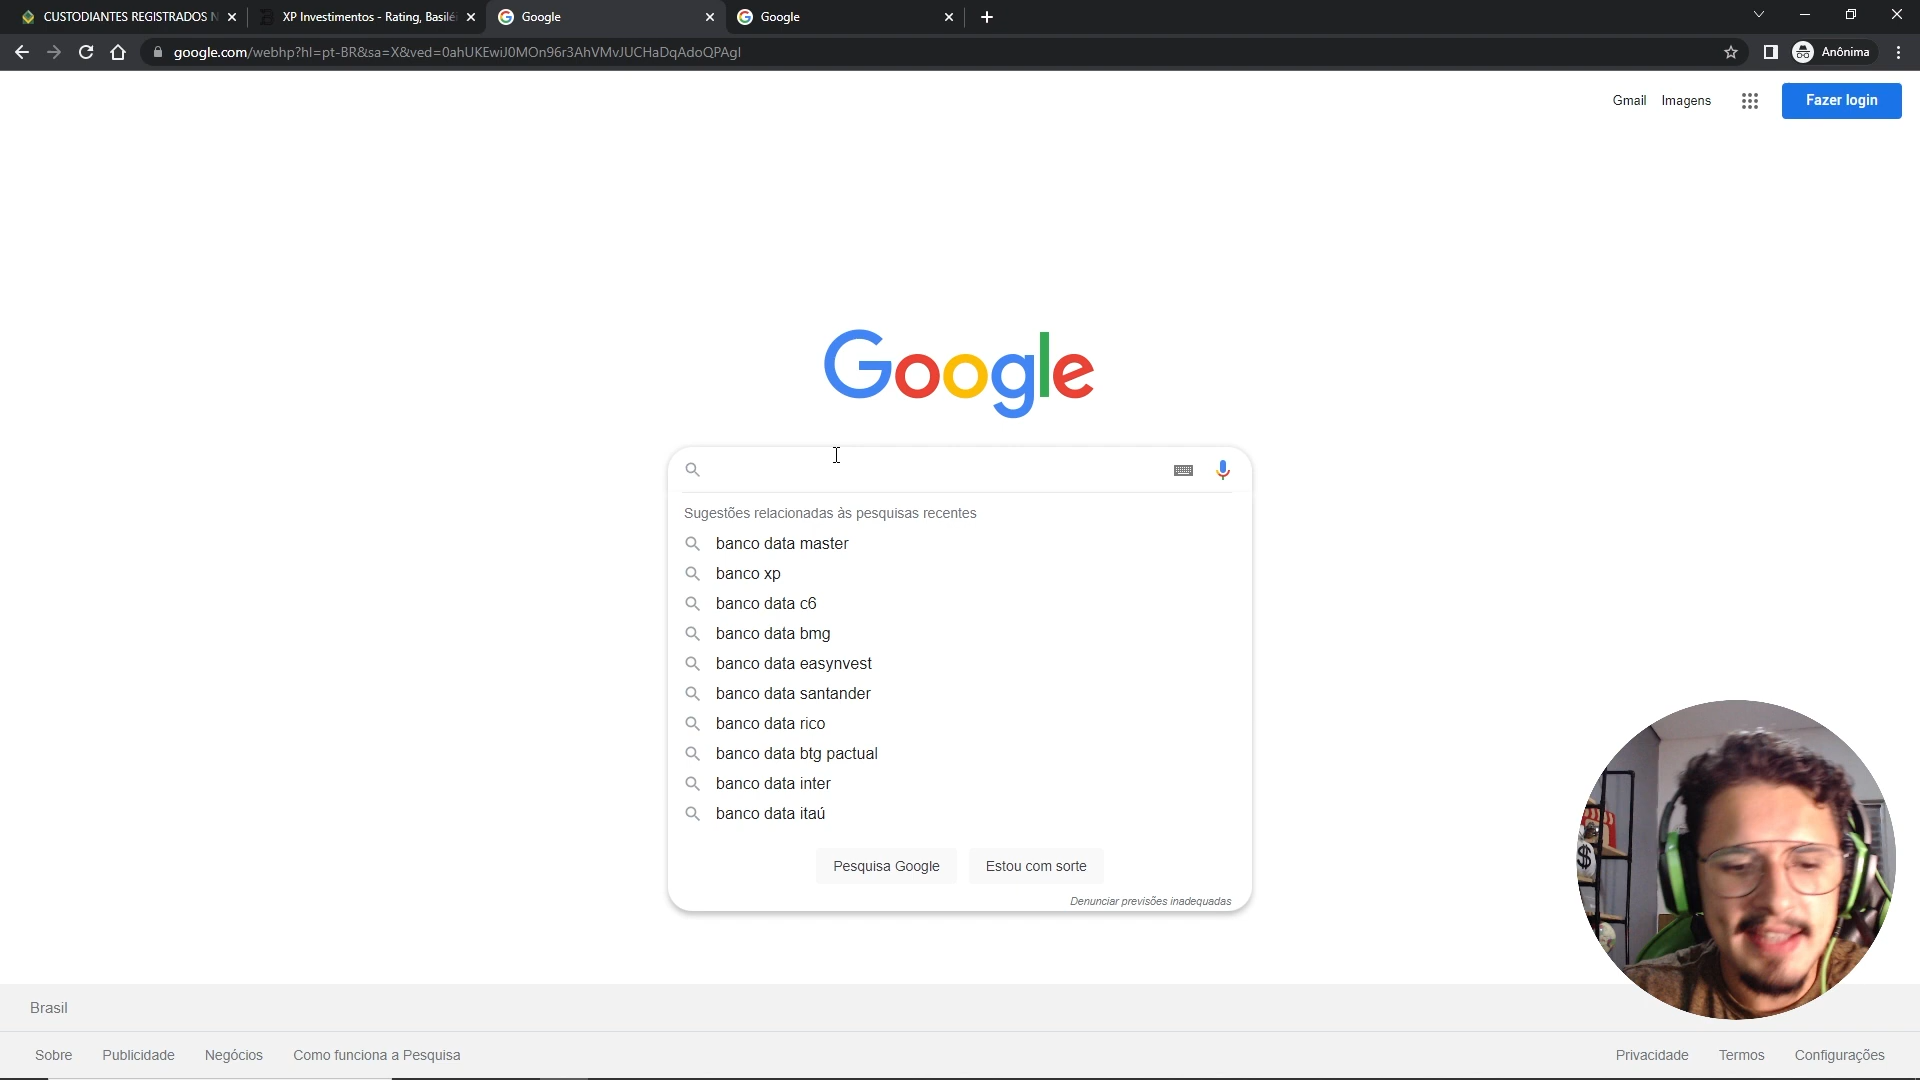 CUSTODIANTES REGISTRADOS N
XP Investimentos - Rating, Basilé
Google
Google
google.com/webhp?hl=pt-BR&sa=X&ved=0ahUKEwiJ0MOn96r3AhVMvJUCHaDqAdoQPAgI
Anônima
Gmail
Imagens
Fazer login
Google
Sugestões relacionadas às pesquisas recentes
banco data master
banco xp
banco data c6
banco data bmg
banco data easynvest
banco data santander
banco data rico
banco data btg pactual
banco data inter
banco data itaú
Pesquisa Google
Estou com sorte
Denunciar previsões inadequadas
$
Brasil
Sobre
Publicidade
Negócios
Como funciona a Pesquisa
Privacidade
Termos
Configurações